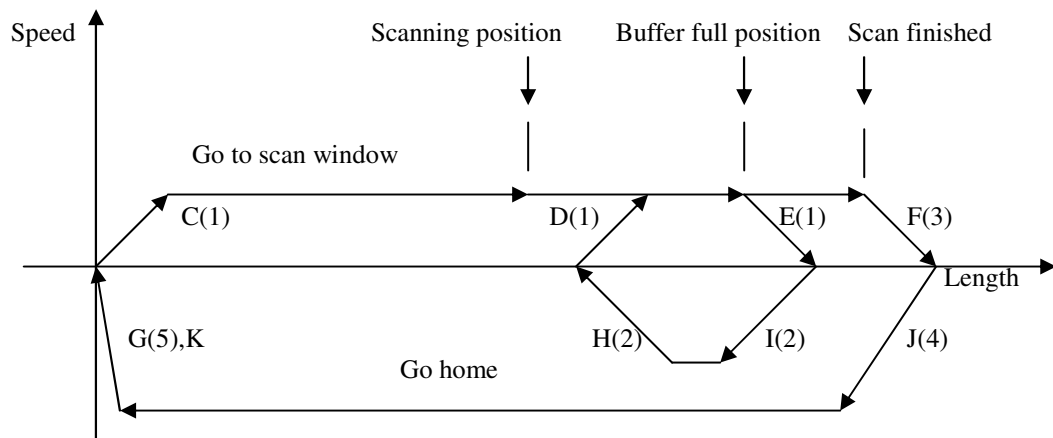 Speed
Scanning position
Buffer full position
Scan finished
Go to scan window
C(1)
D(1)
E(1)
F(3)
Length
G(5),K
H(2)
I(2)
J(4)
Go home